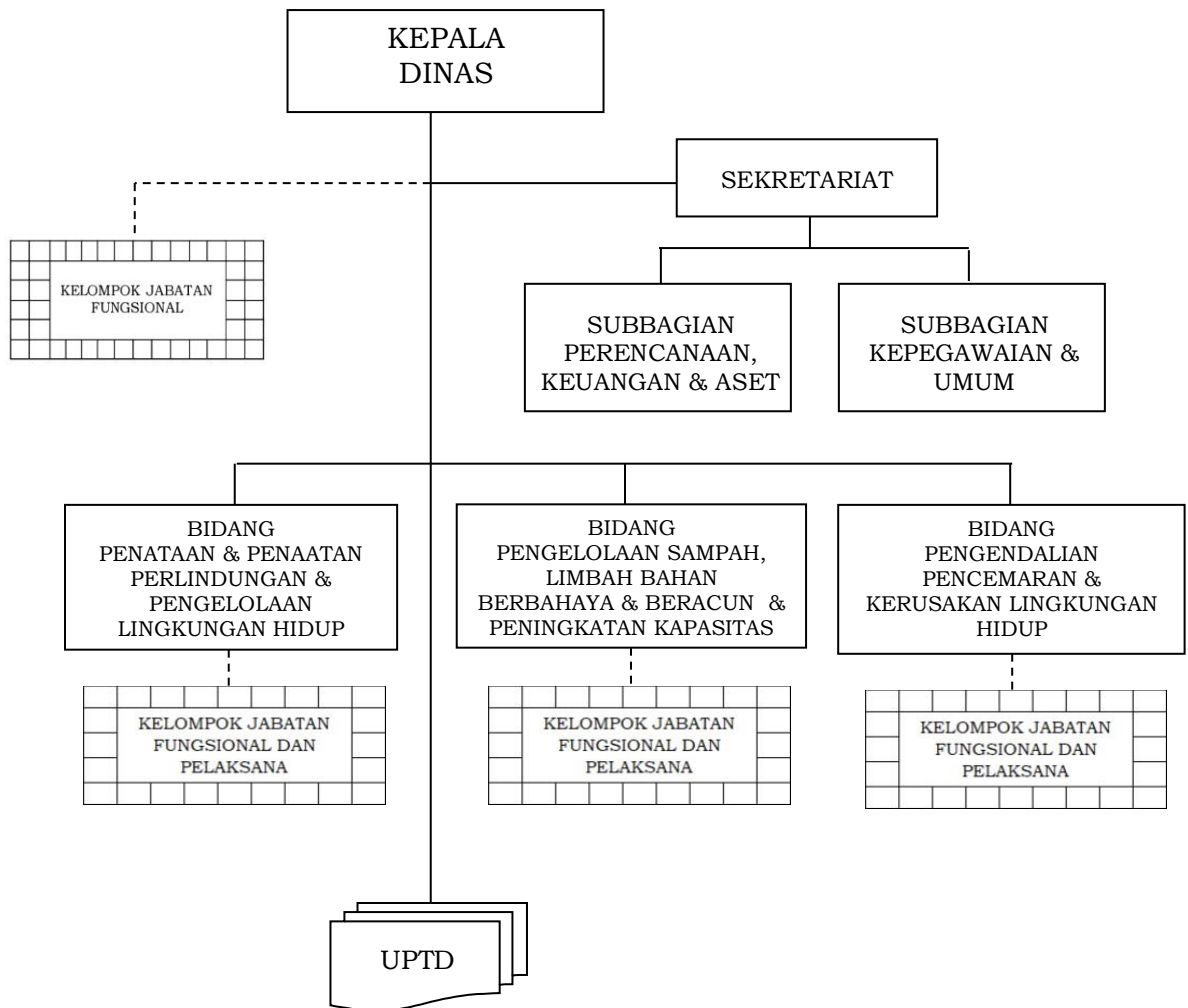 KEPALA
DINAS
SEKRETARIAT
KELOMPOK JABATAN
FUNGSIONAL
SUBBAGIAN
PERENCANAAN,
KEUANGAN & ASET
SUBBAGIAN
KEPEGAWAIAN &
UMUM
BIDANG
PENATAAN & PENAATAN
PERLINDUNGAN &
PENGELOLAAN
LINGKUNGAN HIDUP
BIDANG
PENGELOLAAN SAMPAH,
LIMBAH BAHAN
BERBAHAYA & BERACUN &
PENINGKATAN KAPASITAS
BIDANG
PENGENDALIAN
PENCEMARAN &
KERUSAKAN LINGKUNGAN
HIDUP
KELOMPOK JABATAN
FUNGSIONAL DAN
PELAKSANA
KELOMPOK JABATAN
FUNGSIONAL DAN
PELAKSANA
KELOMPOK JABATAN
FUNGSIONAL DAN
PELAKSANA
UPTD